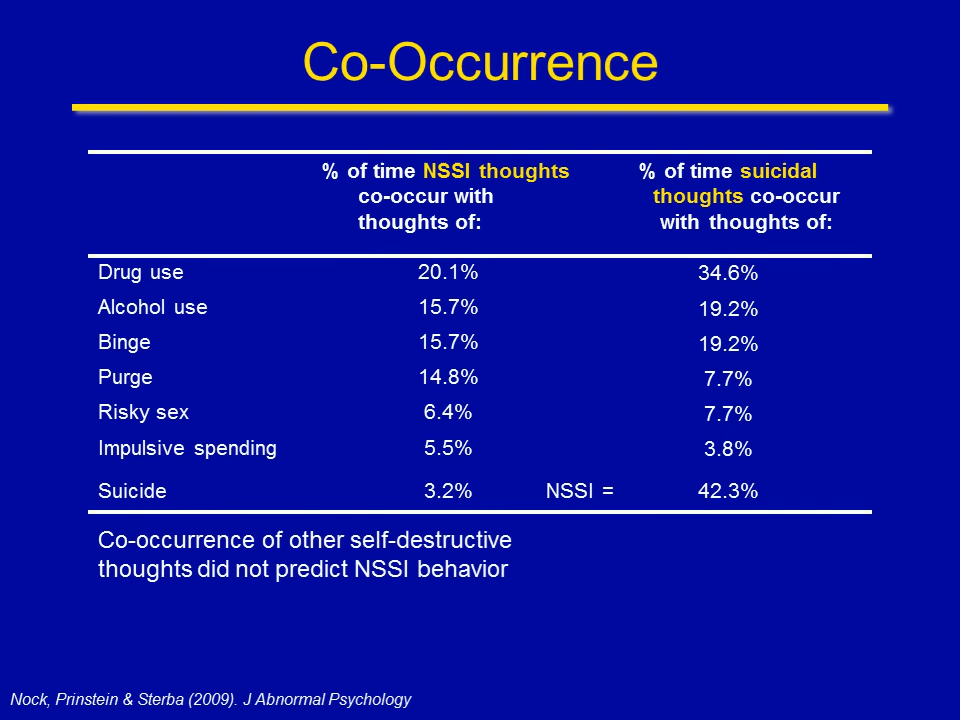 Co-Occurrence
% of time NSSI thoughts % of time suicidal
co-occur with thoughts co-occur
thoughts of: with thoughts of:
Drug use 20.1% 34.6%
Alcohol use 15.7% 19.2%
Binge 15.7% 19.2%
Purge 14.8% 7.7%
Risky sex 6.4% 7.7%
Impulsive spending 5.5% 3.8%
Suicide 3.2% NSSI = 42.3%
Co-occurrence of other self-destructive
thoughts did not predict NSSI behavior
Nock, Prinstein & Sterba (2009). J Abnormal Psychology